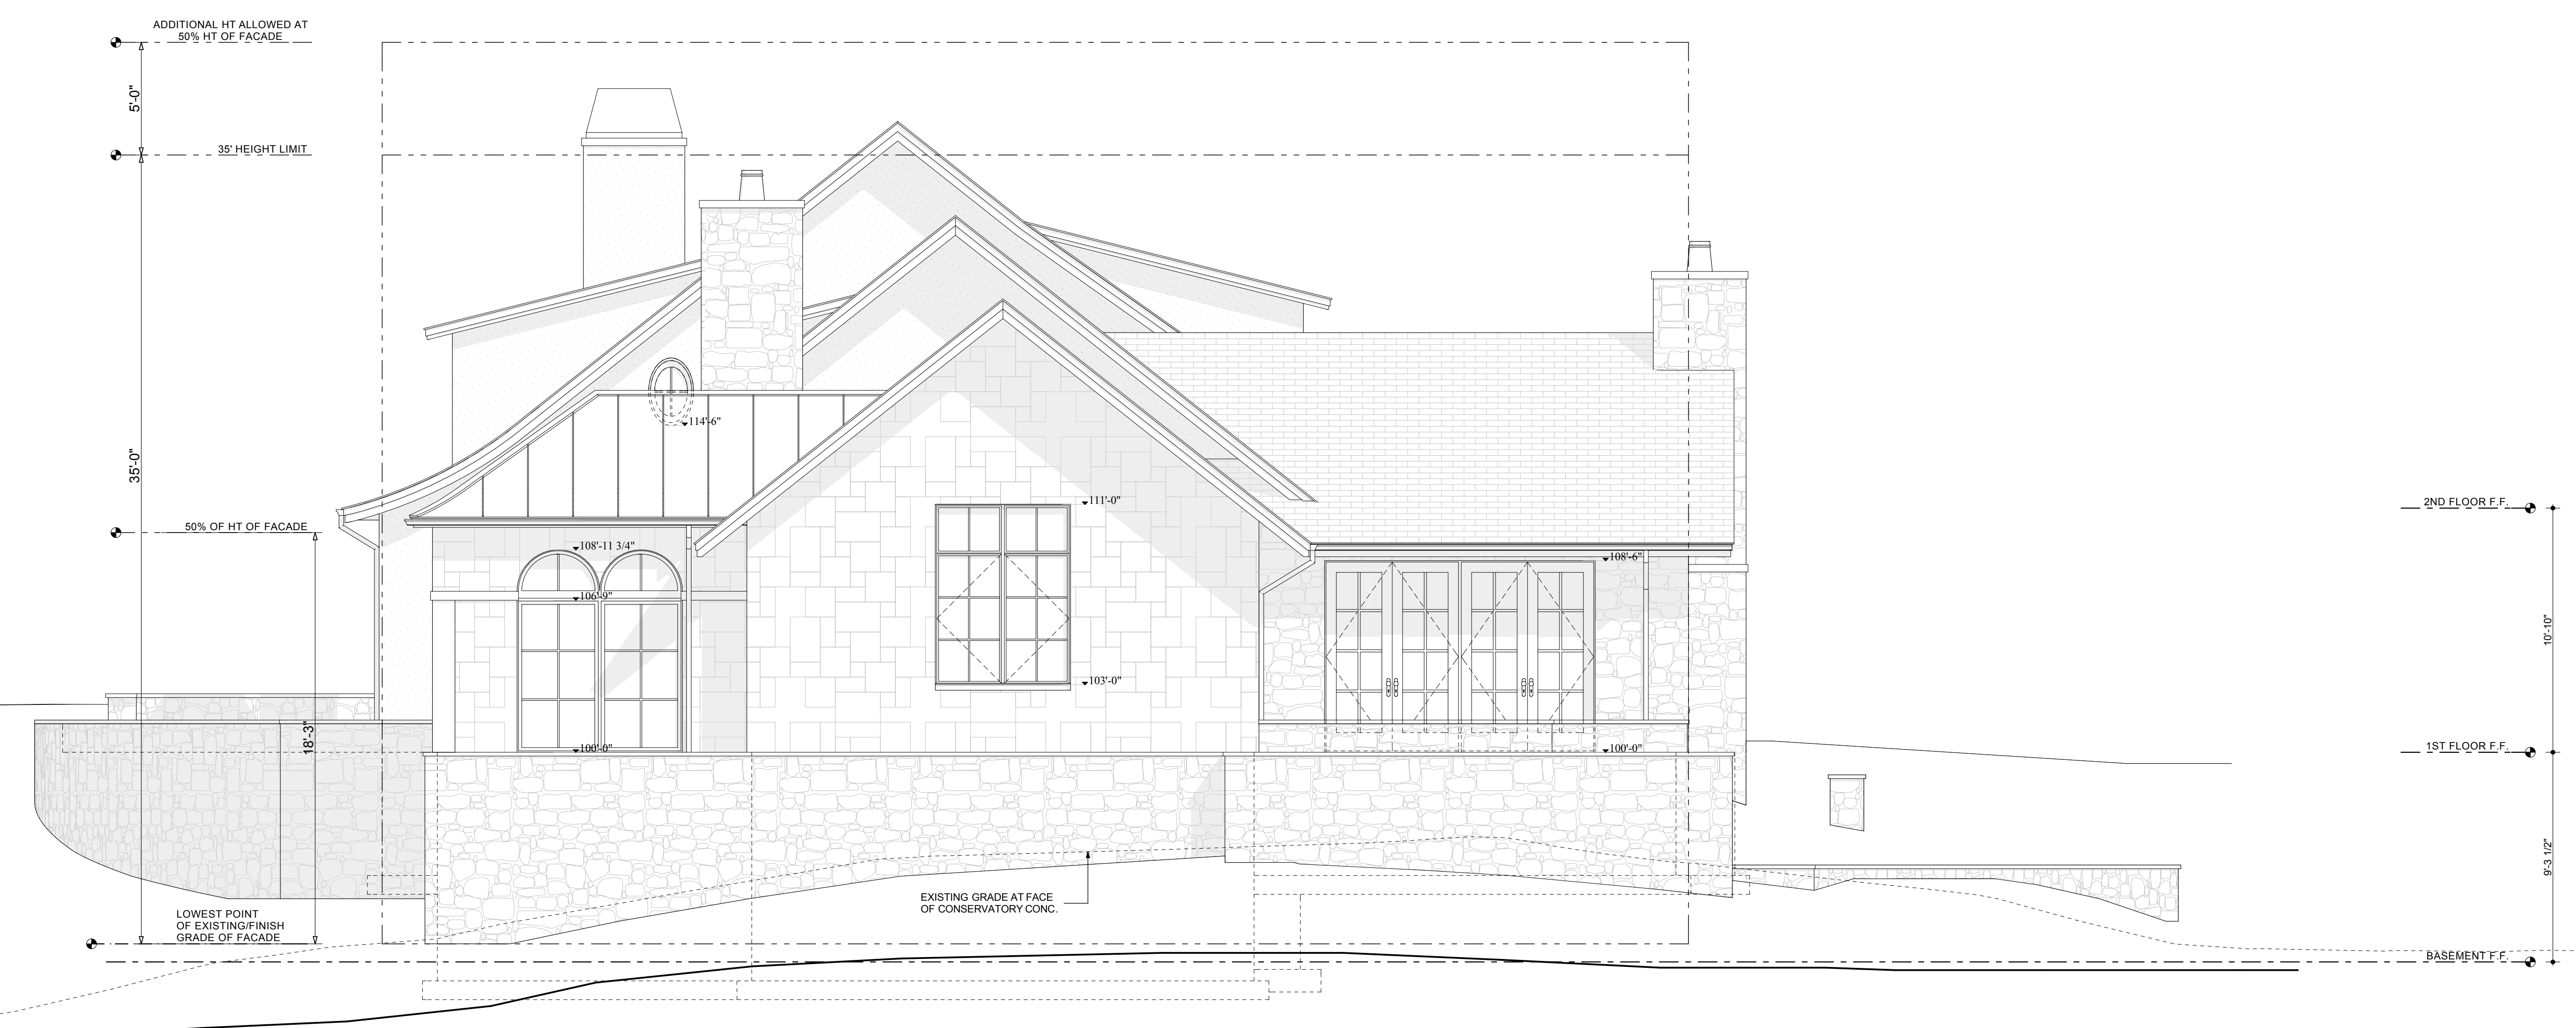 ADDITIONAL HT ALLOWED AT
50% HT OF FACADE
5'-0"
35' HEIGHT LIMIT
35'-0"
114'-6"
111'-0"
2ND FLOOR F.F.
50% OF HT OF FACADE
108'-11 3/4"
108'-6"
106'-9"
10'-10"
103'-0"
18'-3"
100'-0"
100'-0"
1ST FLOOR F.F.
9'-3 1/2"
EXISTING GRADE AT FACE
OF CONSERVATORY CONC.
LOWEST POINT
OF EXISTING/FINISH
GRADE OF FACADE
BASEMENT F.F.